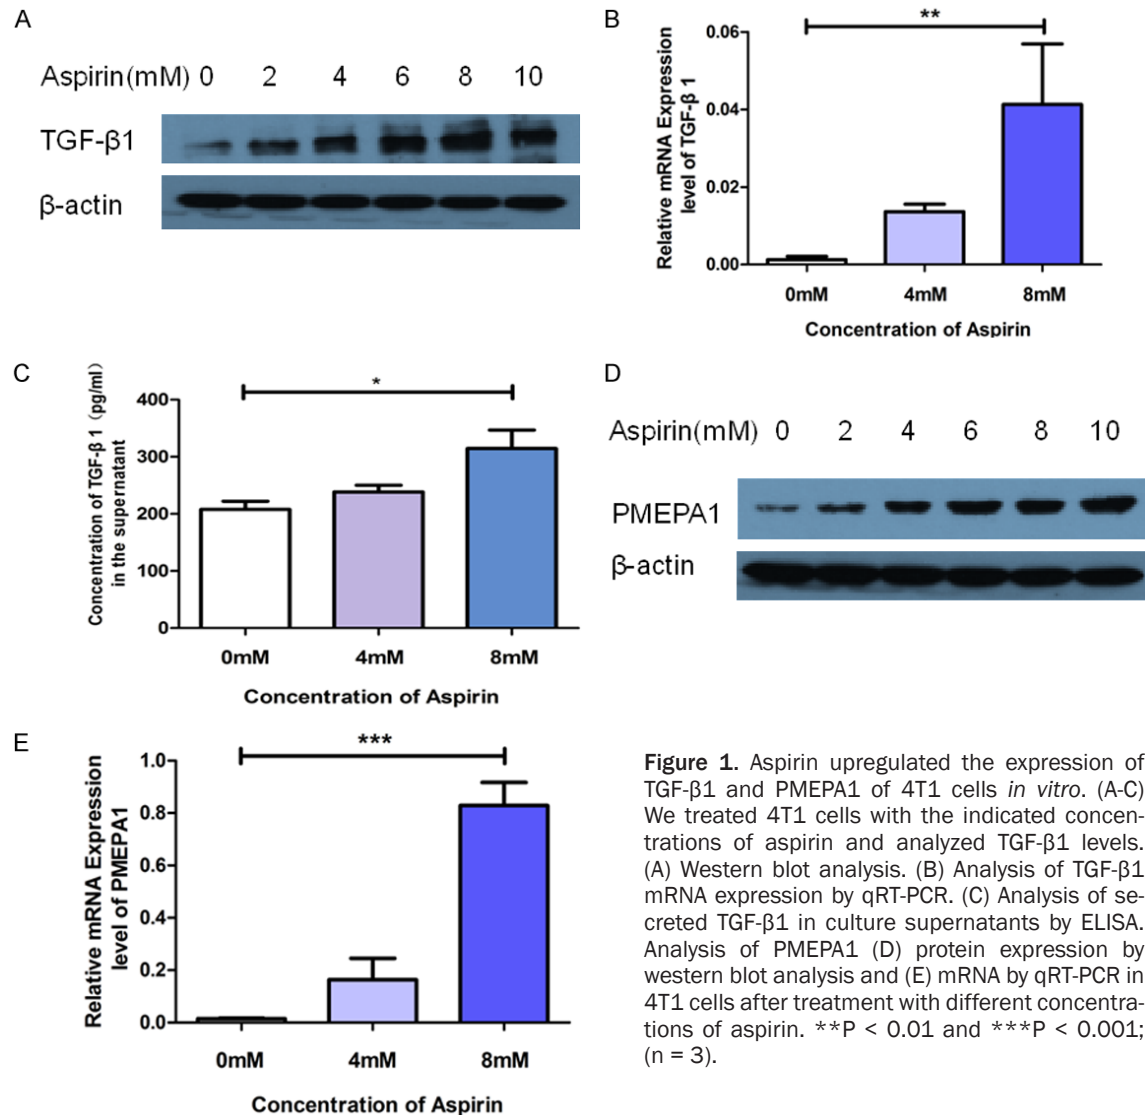 A
Aspirin(mM) 0 2 4 6 8 10
TGF-β1
β-actin
B
**
Relative mRNA Expression
level of TGF-β 1
0.06
0.04
0.02
0.00
0mM 4mM 8mM
Concentration of Aspirin
C
*
Concentration of TGF-β 1 (pg/ml)
in the supernatant
400
300
200
100
0
0mM 4mM 8mM
Concentration of Aspirin
D
Aspirin(mM) 0 2 4 6 8 10
PMEPA1
β-actin
E
***
Relative mRNA Expression
level of PMEPA1
1.0
0.8
0.6
0.4
0.2
0.0
0mM 4mM 8mM
Concentration of Aspirin
Figure 1. Aspirin upregulated the expression of
TGF-β1 and PMEPA1 of 4T1 cells in vitro. (A-C)
We treated 4T1 cells with the indicated concen-
trations of aspirin and analyzed TGF-β1 levels.
(A) Western blot analysis. (B) Analysis of TGF-β1
mRNA expression by qRT-PCR. (C) Analysis of se-
creted TGF-β1 in culture supernatants by ELISA.
Analysis of PMEPA1 (D) protein expression by
western blot analysis and (E) mRNA by qRT-PCR in
4T1 cells after treatment with different concentra-
tions of aspirin. **P < 0.01 and ***P < 0.001;
(n = 3).